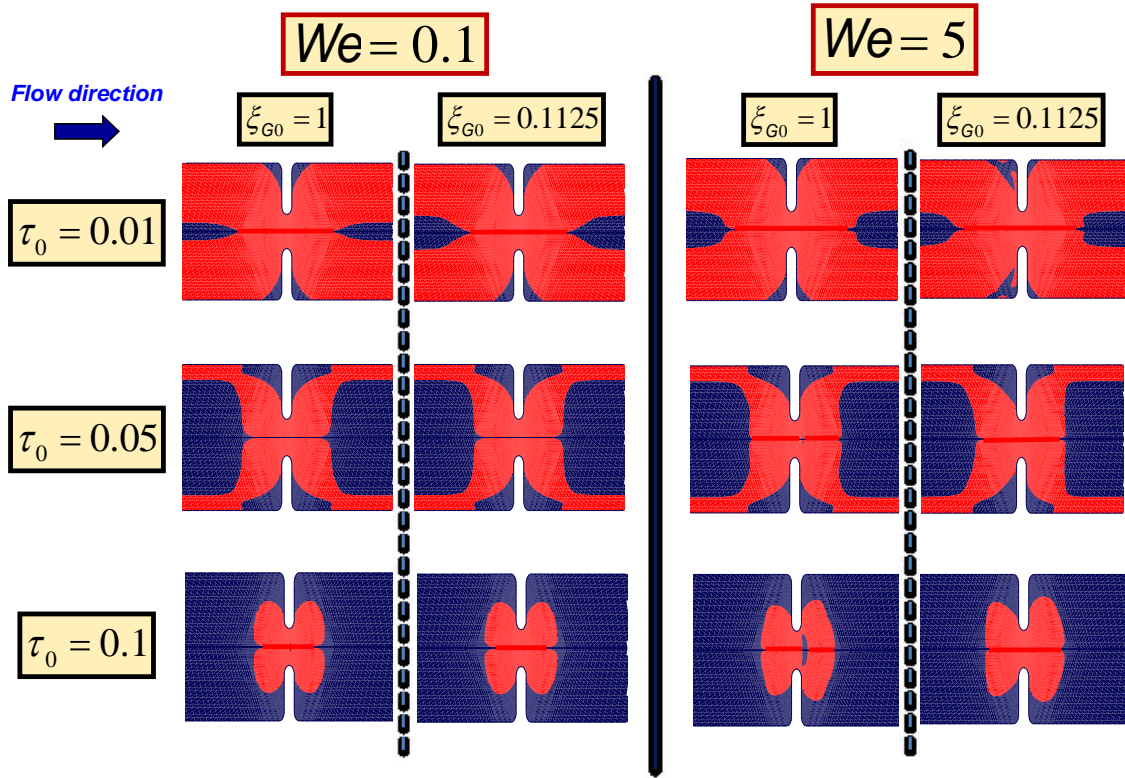 We = 0.1
We = 5
Flow direction
ξG0 = 1
ξG0 = 0.1125
ξG0 = 1
ξG0 = 0.1125
τ0 = 0.01
τ0 = 0.05
τ0 = 0.1